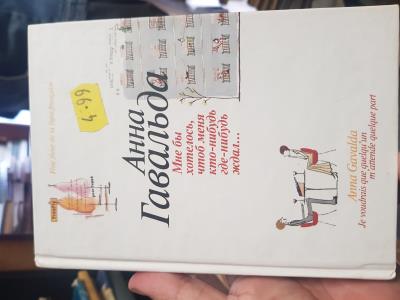 4.99
Анна
Гавальда
Мне бы
хотелось,
чтоб меня
кто-нибудь
где-нибудь
ждал...
Anna Gavalda
Je voudrais que quelqu'un
m'attende quelque part